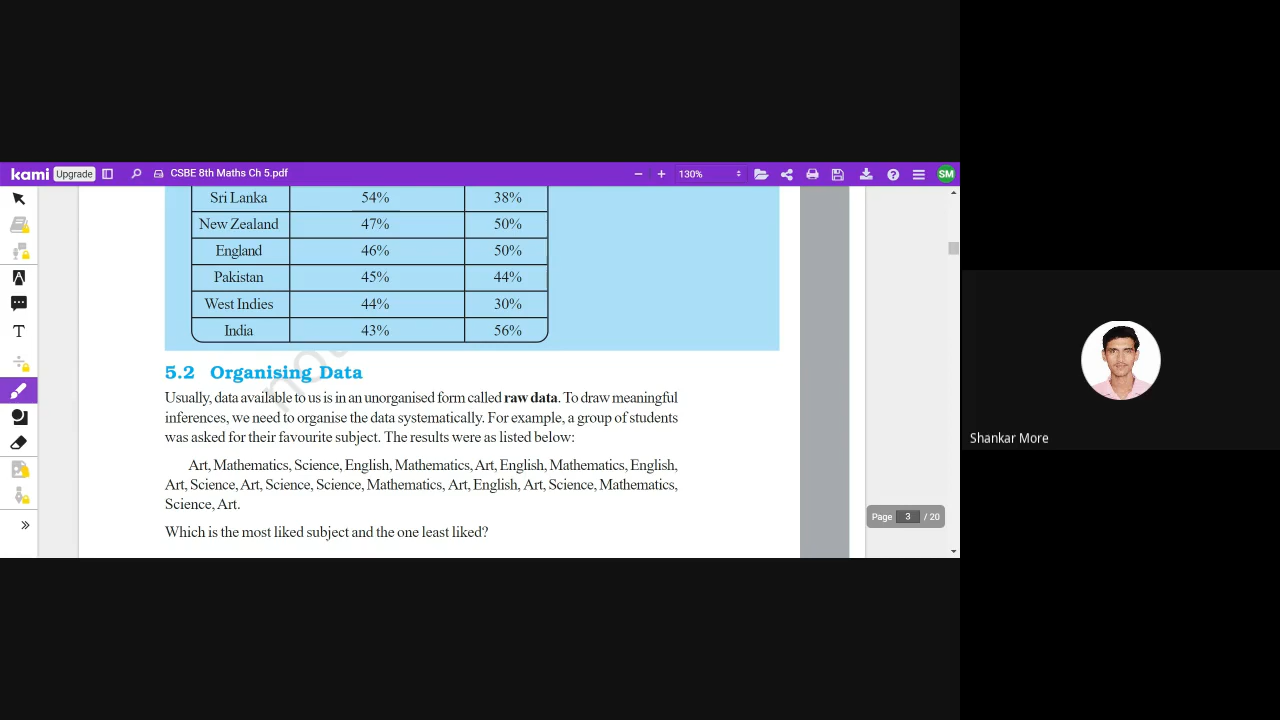 kami Upgrade CSBE 8th Maths Ch 5.pdf 130% SM
Sri Lanka 54% 38%
New Zealand 47% 50%
England 46% 50%
Pakistan 45% 44%
West Indies 44% 30%
India 43% 56%
5.2 Organising Data
Usually, data available to us is in an unorganised form called raw data. To draw meaningful
inferences, we need to organise the data systematically. For example, a group of students
was asked for their favourite subject. The results were as listed below:
Art, Mathematics, Science, English, Mathematics, Art, English, Mathematics, English,
Art, Science, Art, Science, Science, Mathematics, Art, English, Art, Science, Mathematics,
Science, Art.
Which is the most liked subject and the one least liked?
Page 3 / 20
Shankar More